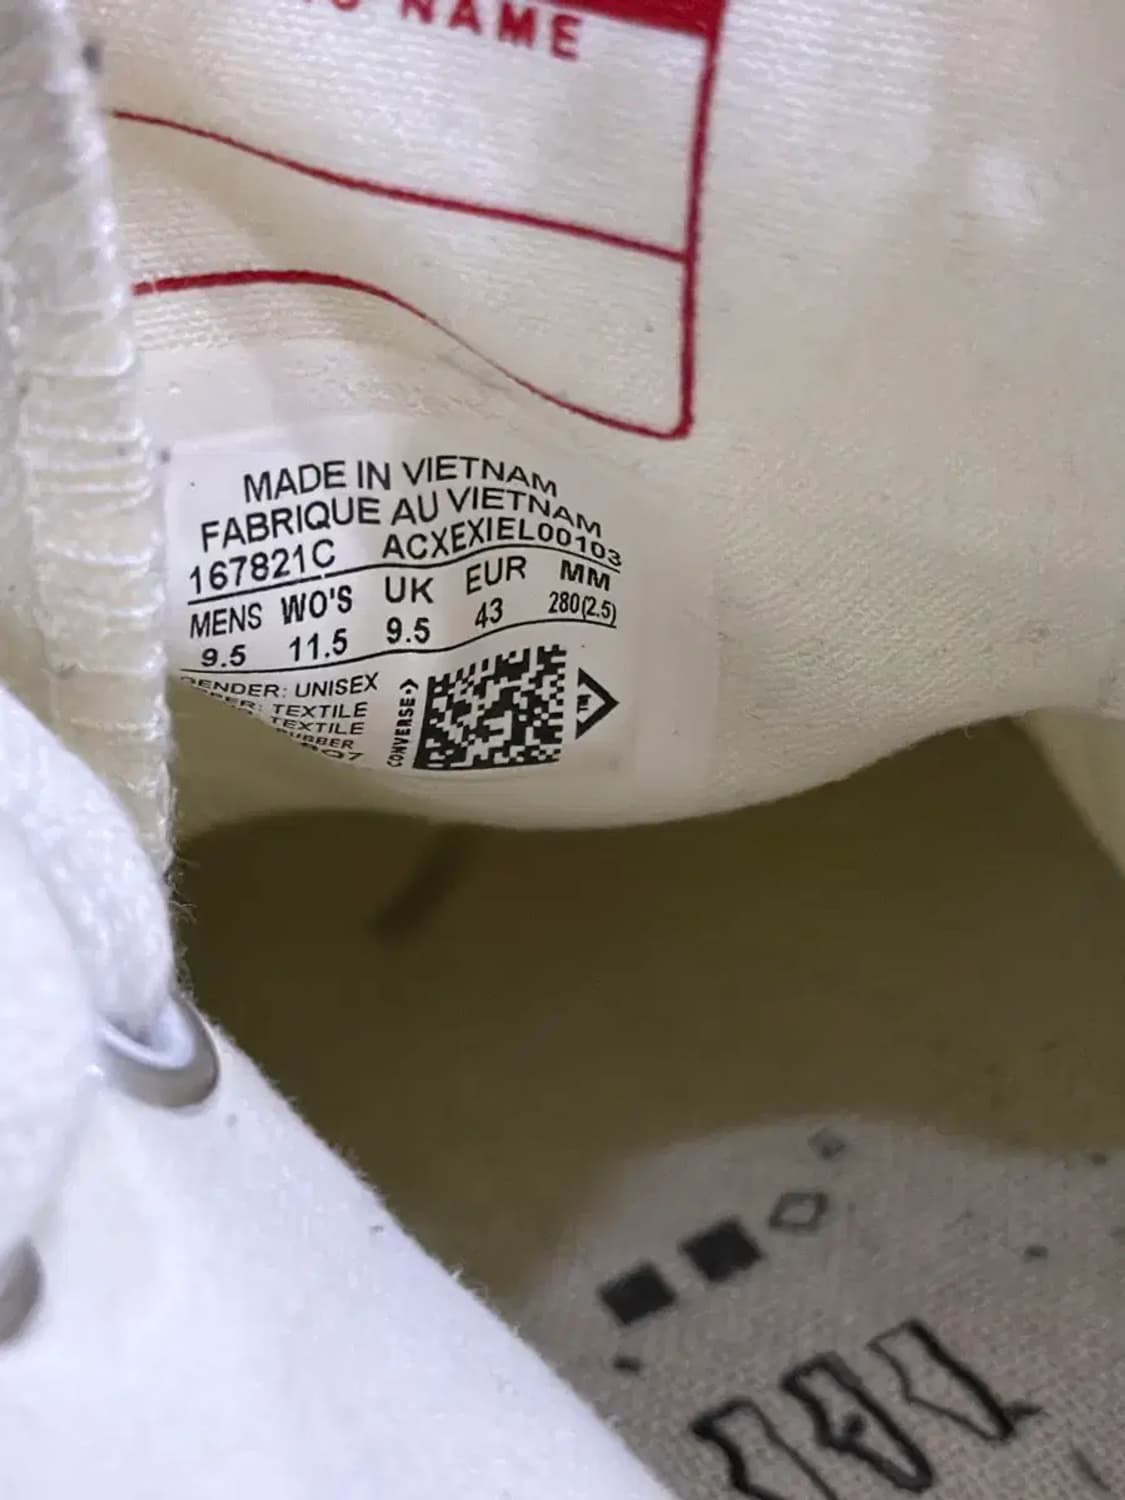 NAME
MADE IN VIETNAM
FABRIQUE AU VIETNAM
167821C ACXEXIEL00103
MENS WO'S UK EUR MM
9.5 11.5 9.5 43 280(2.5)
GENDER: UNISEX
TEXTILE
TEXTILE
RUBBER
CONVERSE
TM